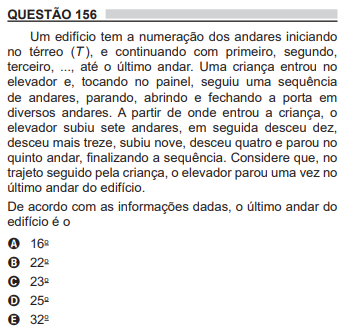 QUESTÃO 156
Um edifício tem a numeração dos andares iniciando
no térreo (T), e continuando com primeiro, segundo,
terceiro, ..., até o último andar. Uma criança entrou no
elevador e, tocando no painel, seguiu uma sequência
de andares, parando, abrindo e fechando a porta em
diversos andares. A partir de onde entrou a criança, o
elevador subiu sete andares, em seguida desceu dez,
desceu mais treze, subiu nove, desceu quatro e parou no
quinto andar, finalizando a sequência. Considere que, no
trajeto seguido pela criança, o elevador parou uma vez no
último andar do edifício.
De acordo com as informações dadas, o último andar do
edifício é o
A 16º
B 22º
C 23º
D 25º
E 32º